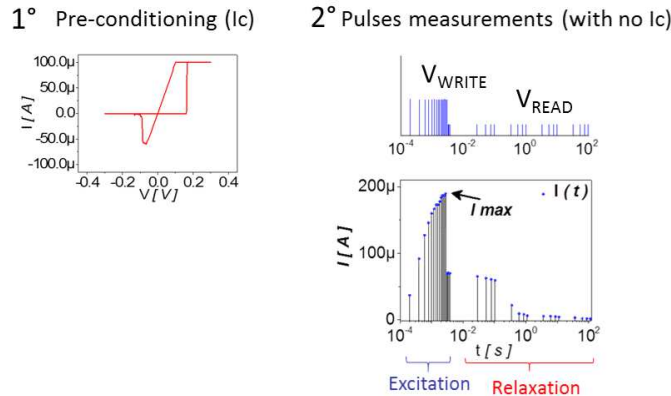 1° Pre-conditioning (Ic)
100.0µ
50.0µ
0.0
-50.0µ
-100.0µ
I [ A ]
-0.4 -0.2 0.0 0.2 0.4
V [ V ]
2° Pulses measurements (with no Ic)
VWRITE
VREAD
10-4 10-2 100 102
200µ
100µ
0
I [ A ]
I max
I ( t )
10-4 10-2 100 102
t [ s ]
Excitation Relaxation